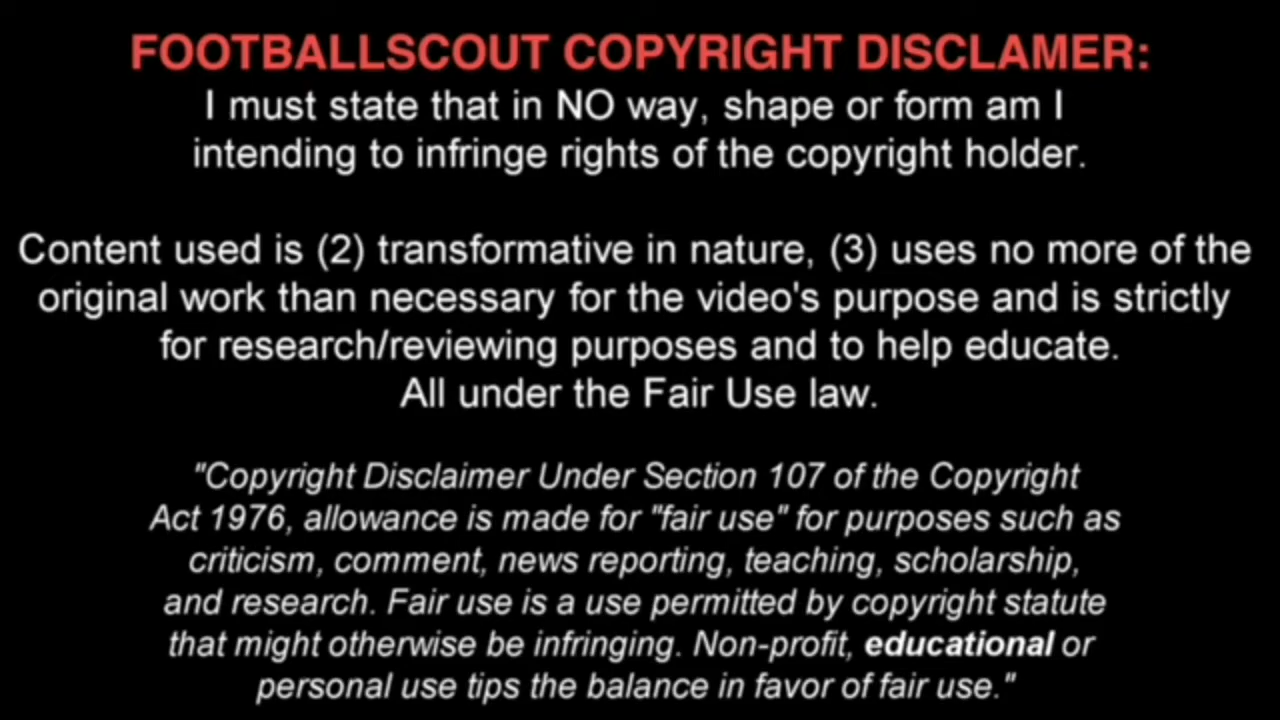 FOOTBALLSCOUT COPYRIGHT DISCLAMER:
I must state that in NO way, shape or form am I
intending to infringe rights of the copyright holder.
Content used is (2) transformative in nature, (3) uses no more of the
original work than necessary for the video's purpose and is strictly
for research/reviewing purposes and to help educate.
All under the Fair Use law.
"Copyright Disclaimer Under Section 107 of the Copyright
Act 1976, allowance is made for "fair use" for purposes such as
criticism, comment, news reporting, teaching, scholarship,
and research. Fair use is a use permitted by copyright statute
that might otherwise be infringing. Non-profit, educational or
personal use tips the balance in favor of fair use."